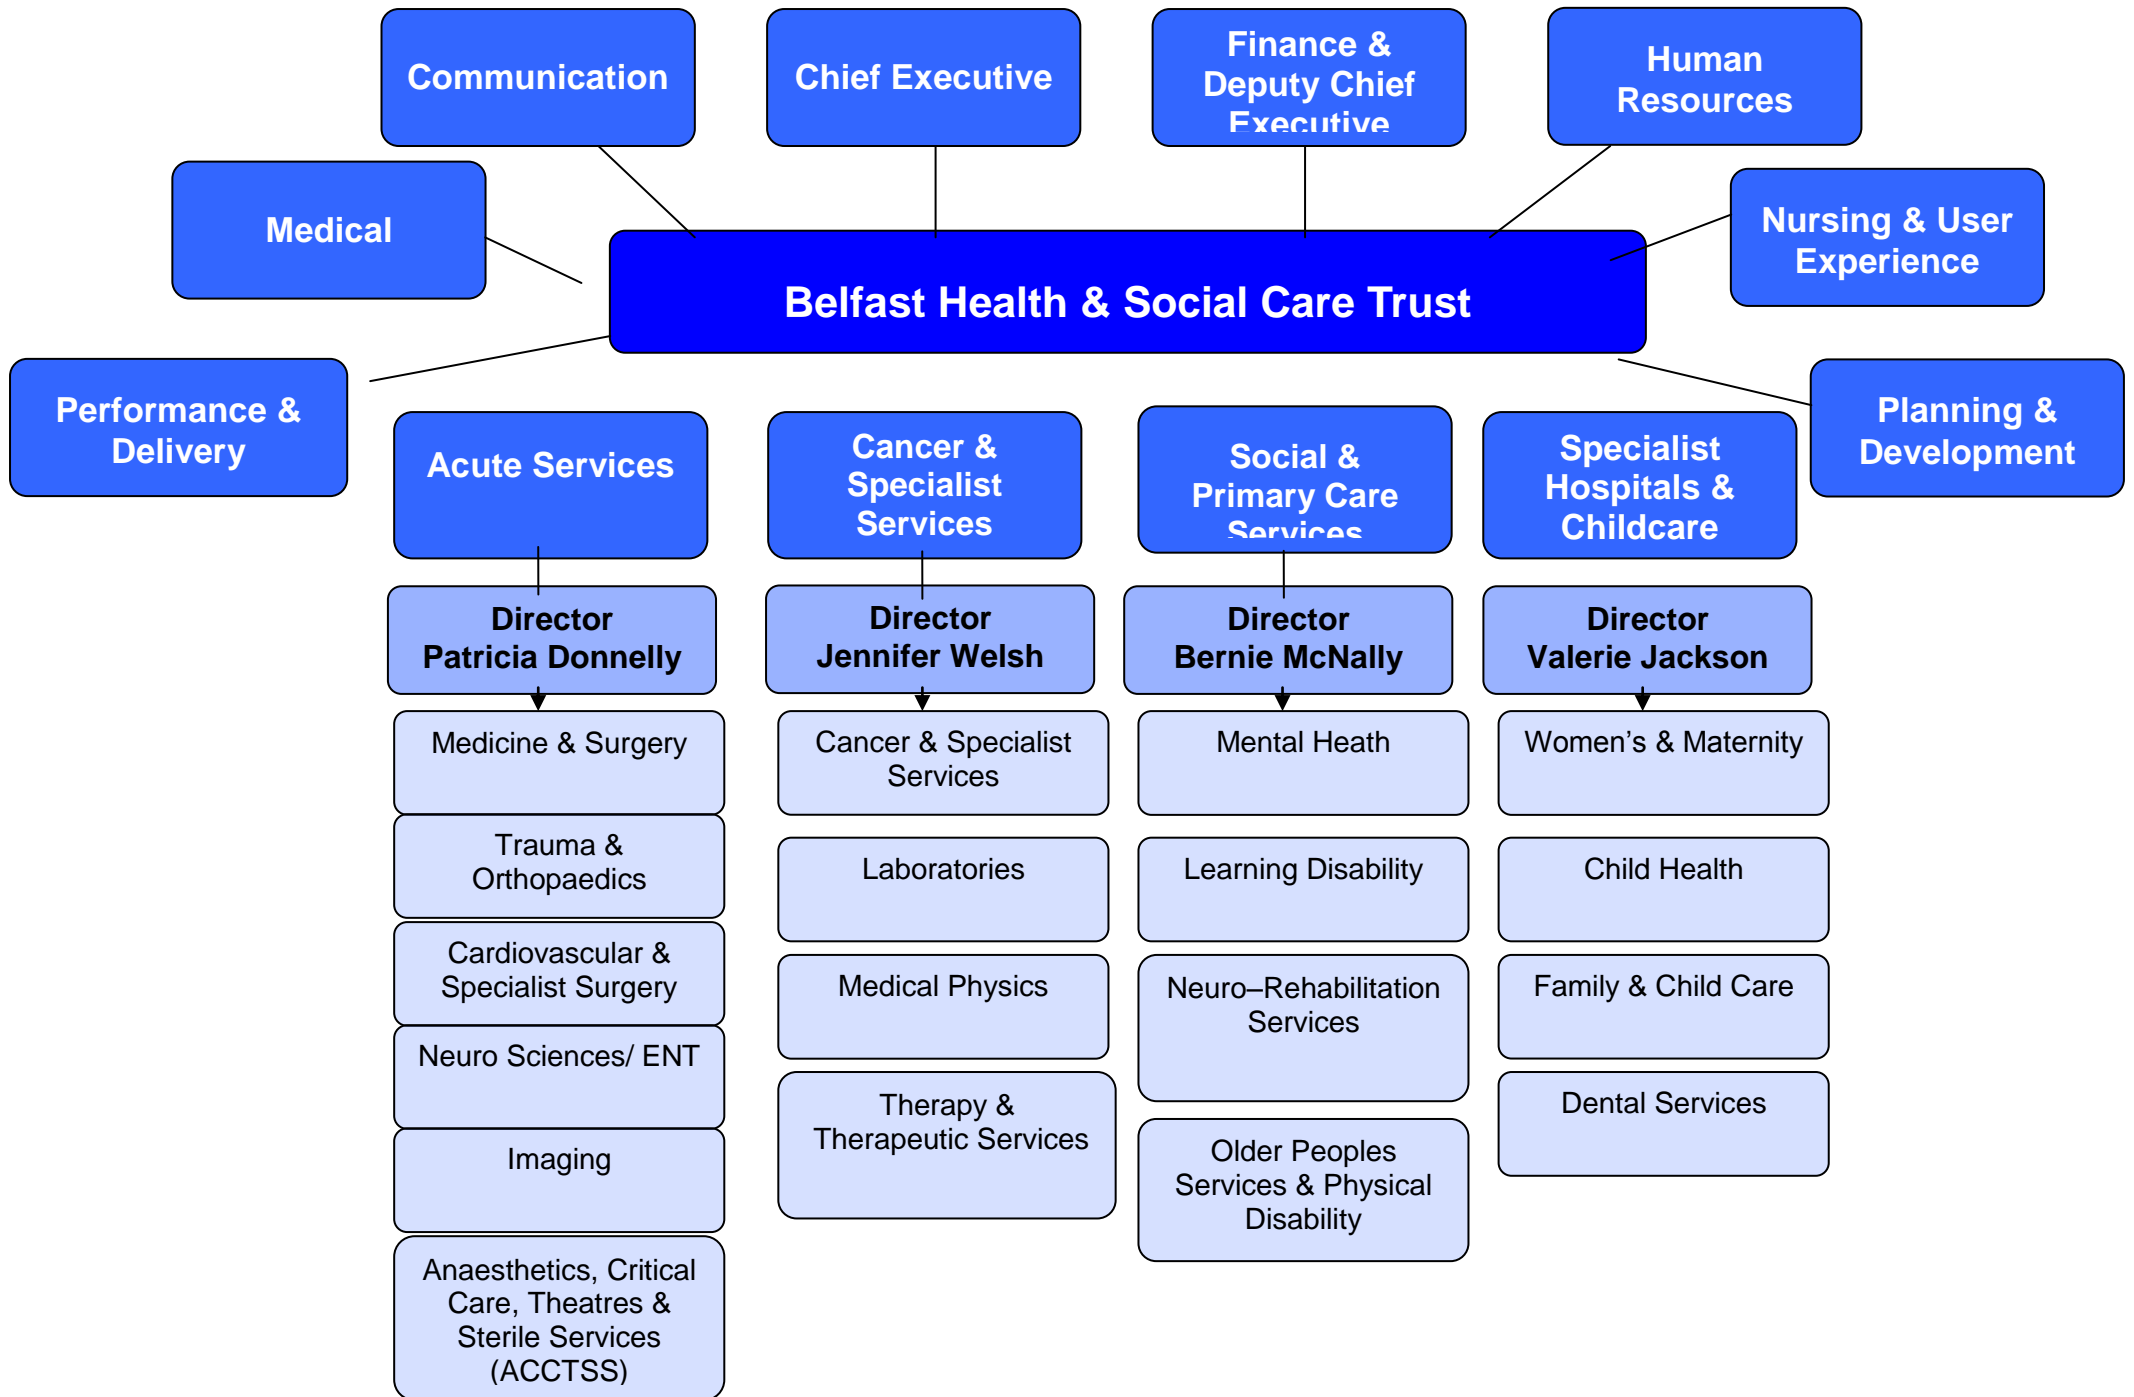 Communication
Chief Executive
Finance &
Deputy Chief
Executive
Human
Resources
Medical
Nursing & User
Experience
Belfast Health & Social Care Trust
Performance &
Delivery
Planning &
Development
Acute Services
Cancer &
Specialist
Services
Social &
Primary Care
Services
Specialist
Hospitals &
Childcare
Director
Patricia Donnelly
Director
Jennifer Welsh
Director
Bernie McNally
Director
Valerie Jackson
Medicine & Surgery
Trauma &
Orthopaedics
Cardiovascular &
Specialist Surgery
Neuro Sciences/ ENT
Imaging
Anaesthetics, Critical
Care, Theatres &
Sterile Services
(ACCTSS)
Cancer & Specialist
Services
Laboratories
Medical Physics
Therapy &
Therapeutic Services
Mental Heath
Learning Disability
Neuro–Rehabilitation
Services
Older Peoples
Services & Physical
Disability
Women’s & Maternity
Child Health
Family & Child Care
Dental Services